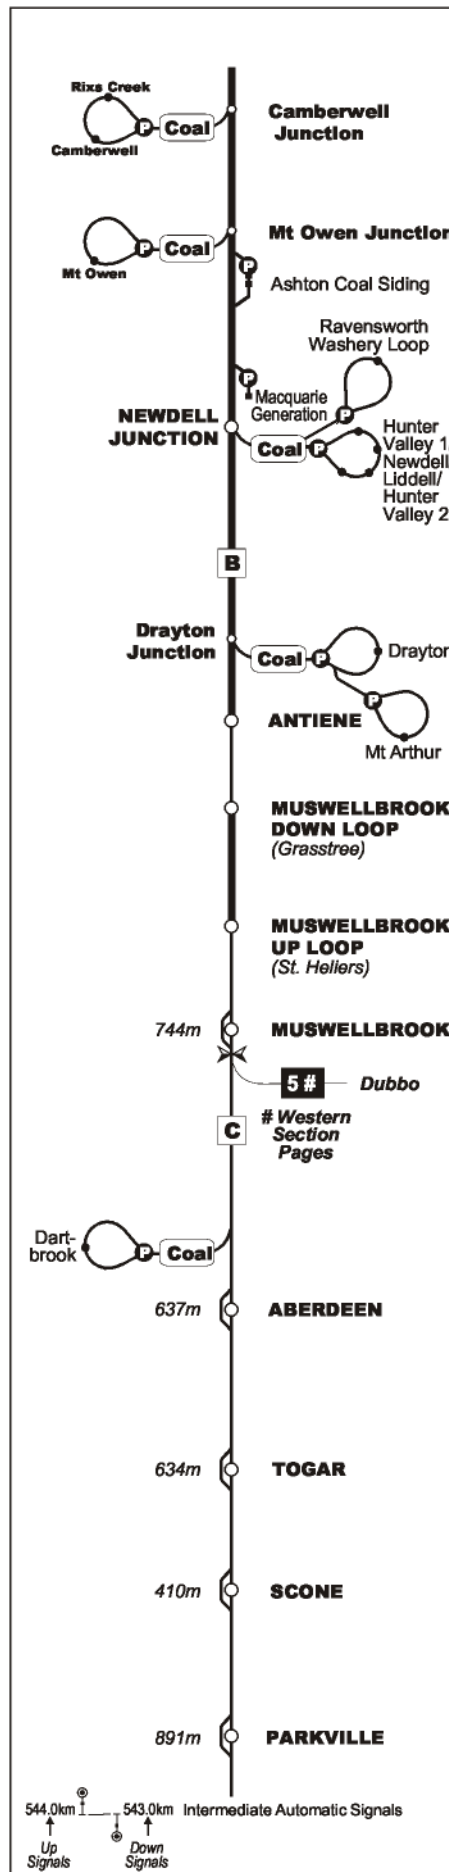 Rixs Creek
P
Coal
Camberwell
Camberwell
Junction
Mt Owen Junction
P
Coal
Mt Owen
P
Ashton Coal Siding
Ravensworth
Washery Loop
P
Macquarie
Generation
P
NEWDELL
JUNCTION
Coal
P
Hunter
Valley 1/
Newdell
Liddell/
Hunter
Valley 2
B
Drayton
Junction
Coal
P
Drayton
P
Mt Arthur
ANTIENE
MUSWELLBROOK
DOWN LOOP
(Grasstree)
MUSWELLBROOK
UP LOOP
(St. Heliers)
744m
MUSWELLBROOK
5 #
Dubbo
# Western
Section
Pages
C
Dart-
brook
P
Coal
637m
ABERDEEN
634m
TOGAR
410m
SCONE
891m
PARKVILLE
544.0km
543.0km
Intermediate Automatic Signals
Up
Signals
Down
Signals